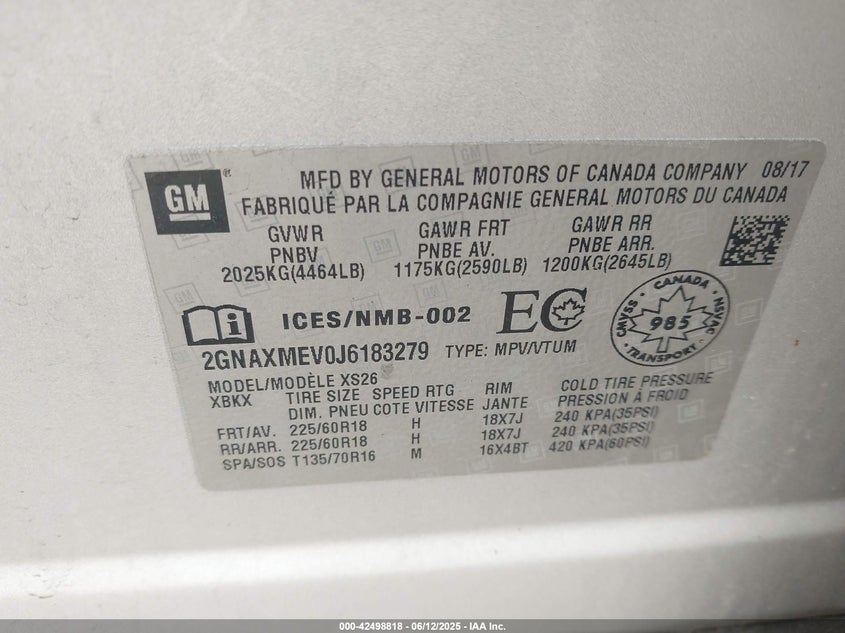 GM
MFD BY GENERAL MOTORS OF CANADA COMPANY 08/17
FABRIQUÉ PAR LA COMPAGNIE GENERAL MOTORS DU CANADA
GVWR GAWR FRT GAWR RR
PNBV PNBE AV. PNBE ARR.
2025KG(4464LB) 1175KG(2590LB) 1200KG(2645LB)
ICES/NMB-002 EC
CANADA
CMVSS 985 NSVAC
TRANSPORT
2GNAXMEV0J6183279 TYPE: MPV/VTUM
MODEL/MODÈLE XS26
XBKX TIRE SIZE SPEED RTG RIM COLD TIRE PRESSURE
DIM. PNEU COTE VITESSE JANTE PRESSION À FROID
FRT/AV. 225/60R18 H 18X7J 240 KPA(35PSI)
RR/ARR. 225/60R18 H 18X7J 240 KPA(35PSI)
SPA/SOS T135/70R16 M 16X4BT 420 KPA(60PSI)
000-42498818 - 06/12/2025 - IAA Inc.